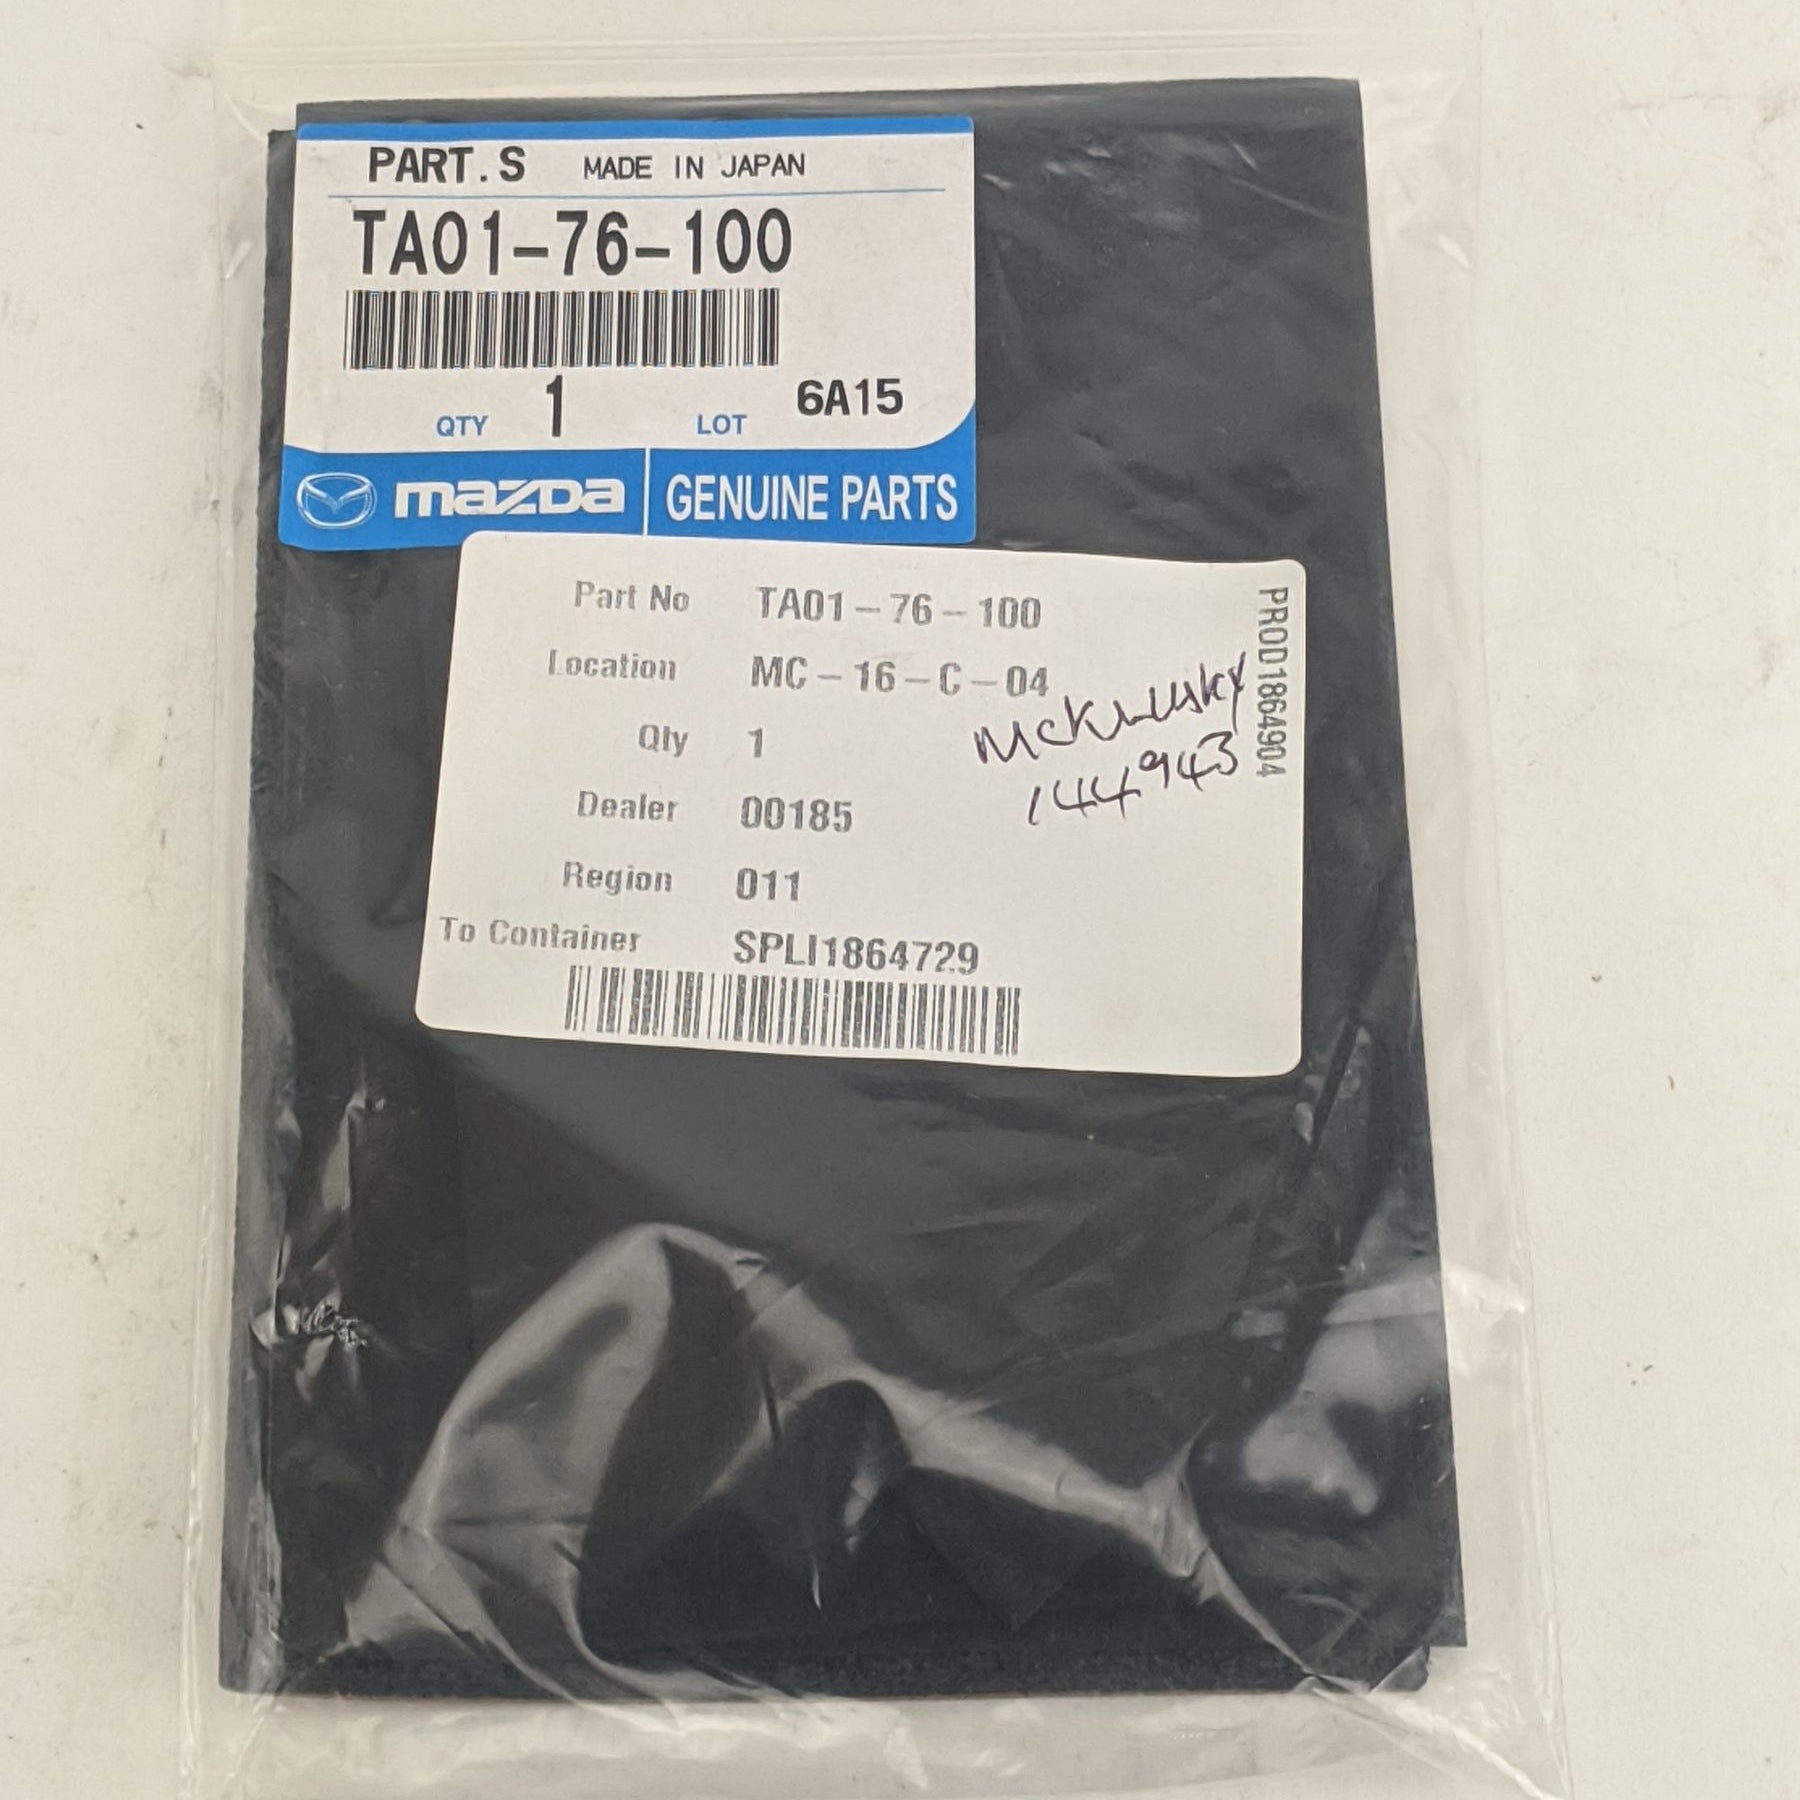 PART.S MADE IN JAPAN
TA01-76-100
QTY 1 LOT 6A15
mazda GENUINE PARTS
Part No TA01-76-100
Location MC-16-C-04
Qty 1
Dealer 00185
Region 011
To Container SPLI1864729
PROD1864904
144943